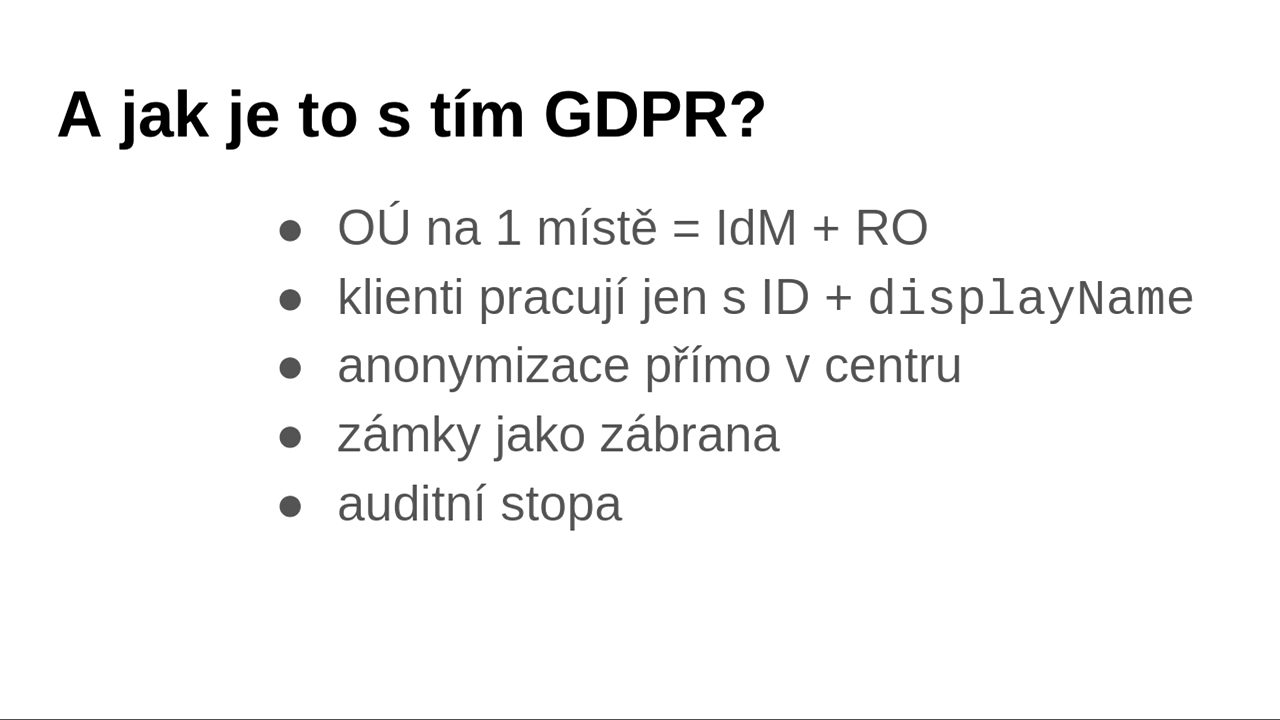 A jak je to s tím GDPR?
● OÚ na 1 místě = IdM + RO
● klienti pracují jen s ID + displayName
● anonymizace přímo v centru
● zámky jako zábrana
● auditní stopa